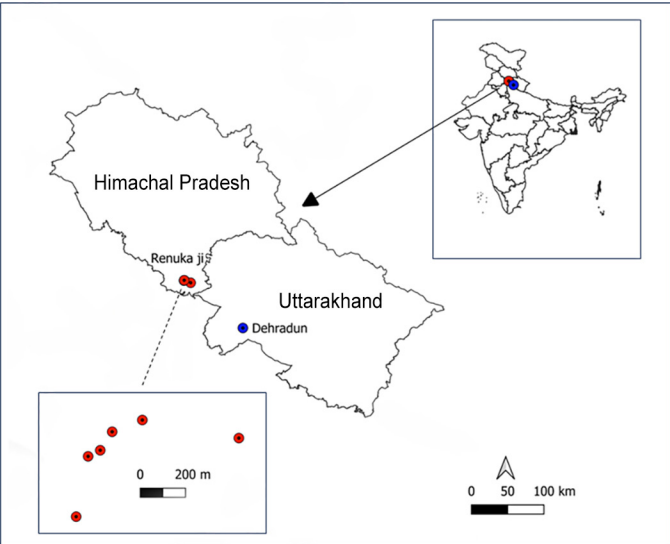 Himachal Pradesh
Renuka ji
Uttarakhand
Dehradun
0 200 m
0 50 100 km